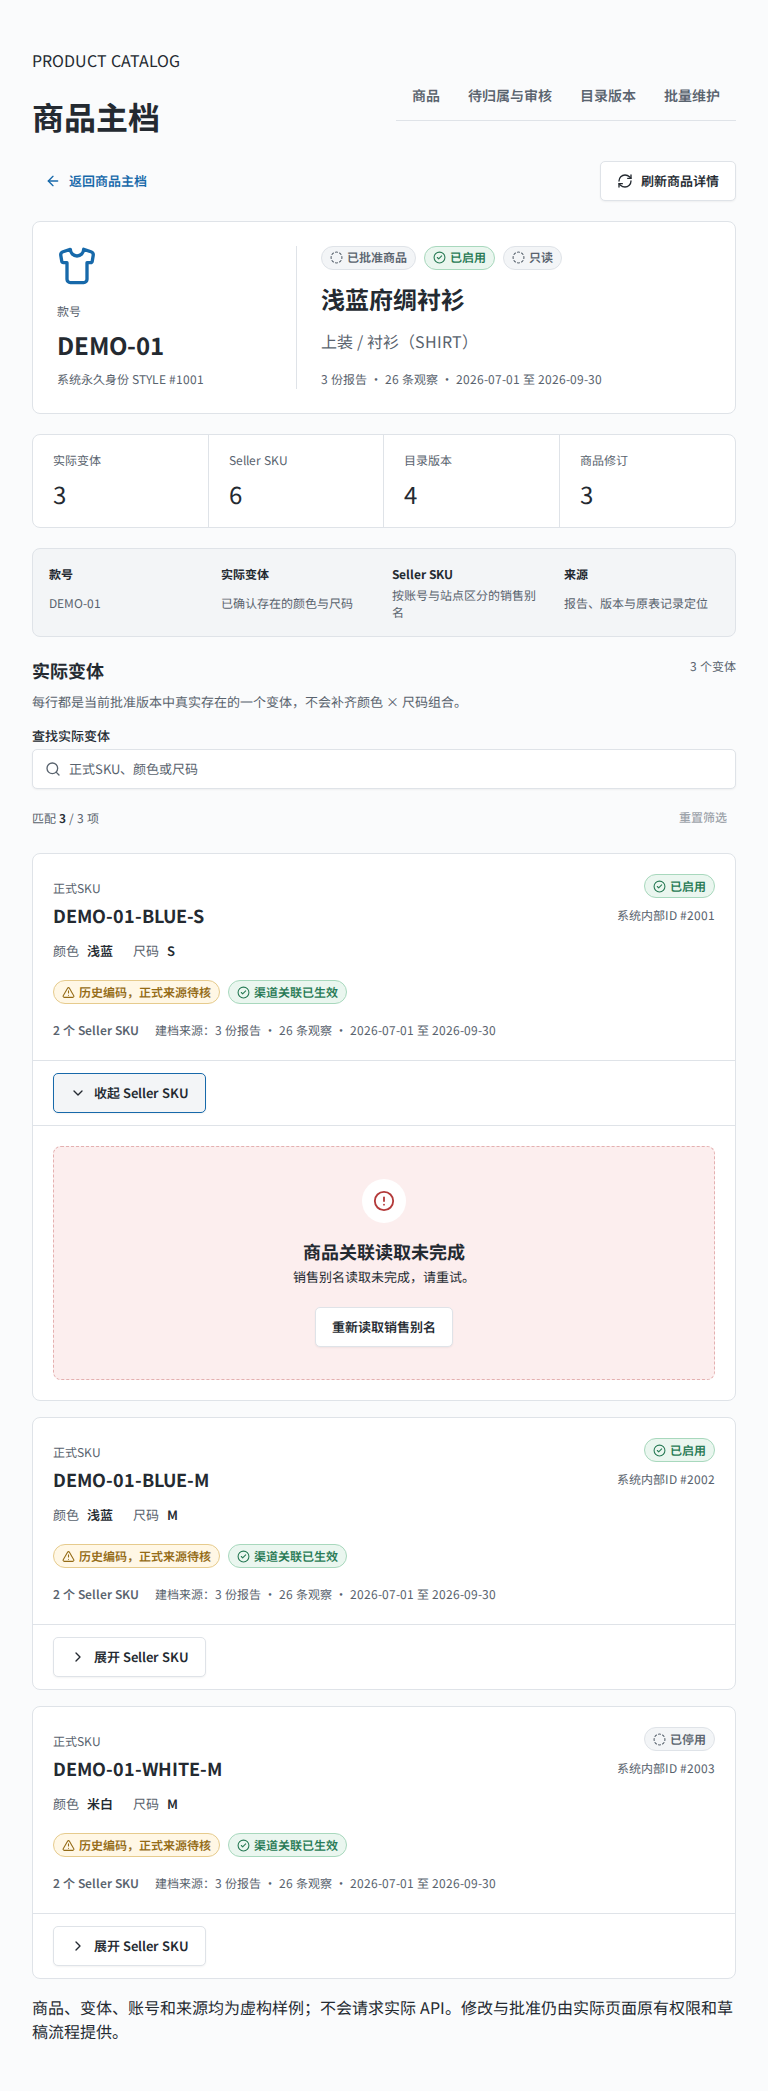 PRODUCT CATALOG
商品主档
商品 待归属与审核 目录版本 批量维护
返回商品主档
刷新商品详情
款号
DEMO-01
系统永久身份 STYLE #1001
已批准商品 已启用 只读
浅蓝府绸衬衫
上装 / 衬衫（SHIRT）
3 份报告 · 26 条观察 · 2026-07-01 至 2026-09-30
实际变体 Seller SKU 目录版本 商品修订
3 6 4 3
款号 实际变体 Seller SKU 来源
DEMO-01 已确认存在的颜色与尺码 按账号与站点区分的销售别名 报告、版本与原表记录定位
实际变体
3 个变体
每行都是当前批准版本中真实存在的一个变体，不会补齐颜色 × 尺码组合。
查找实际变体
正式SKU、颜色或尺码
匹配 3 / 3 项
重置筛选
正式SKU
已启用
DEMO-01-BLUE-S
系统内部ID #2001
颜色 浅蓝 尺码 S
历史编码，正式来源待核 渠道关联已生效
2 个 Seller SKU 建档来源：3 份报告 · 26 条观察 · 2026-07-01 至 2026-09-30
收起 Seller SKU
商品关联读取未完成
销售别名读取未完成，请重试。
重新读取销售别名
正式SKU
已启用
DEMO-01-BLUE-M
系统内部ID #2002
颜色 浅蓝 尺码 M
历史编码，正式来源待核 渠道关联已生效
2 个 Seller SKU 建档来源：3 份报告 · 26 条观察 · 2026-07-01 至 2026-09-30
展开 Seller SKU
正式SKU
已停用
DEMO-01-WHITE-M
系统内部ID #2003
颜色 米白 尺码 M
历史编码，正式来源待核 渠道关联已生效
2 个 Seller SKU 建档来源：3 份报告 · 26 条观察 · 2026-07-01 至 2026-09-30
展开 Seller SKU
商品、变体、账号和来源均为虚构样例；不会请求实际 API。修改与批准仍由实际页面原有权限和草
稿流程提供。